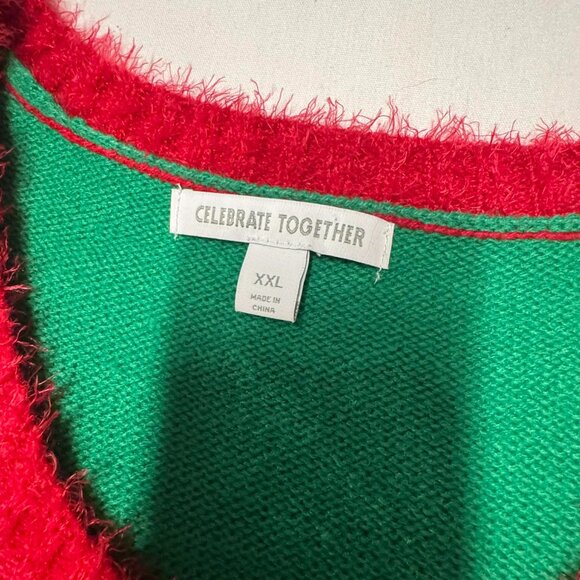 CELEBRATE TOGETHER
XXL
MADE IN
CHINA